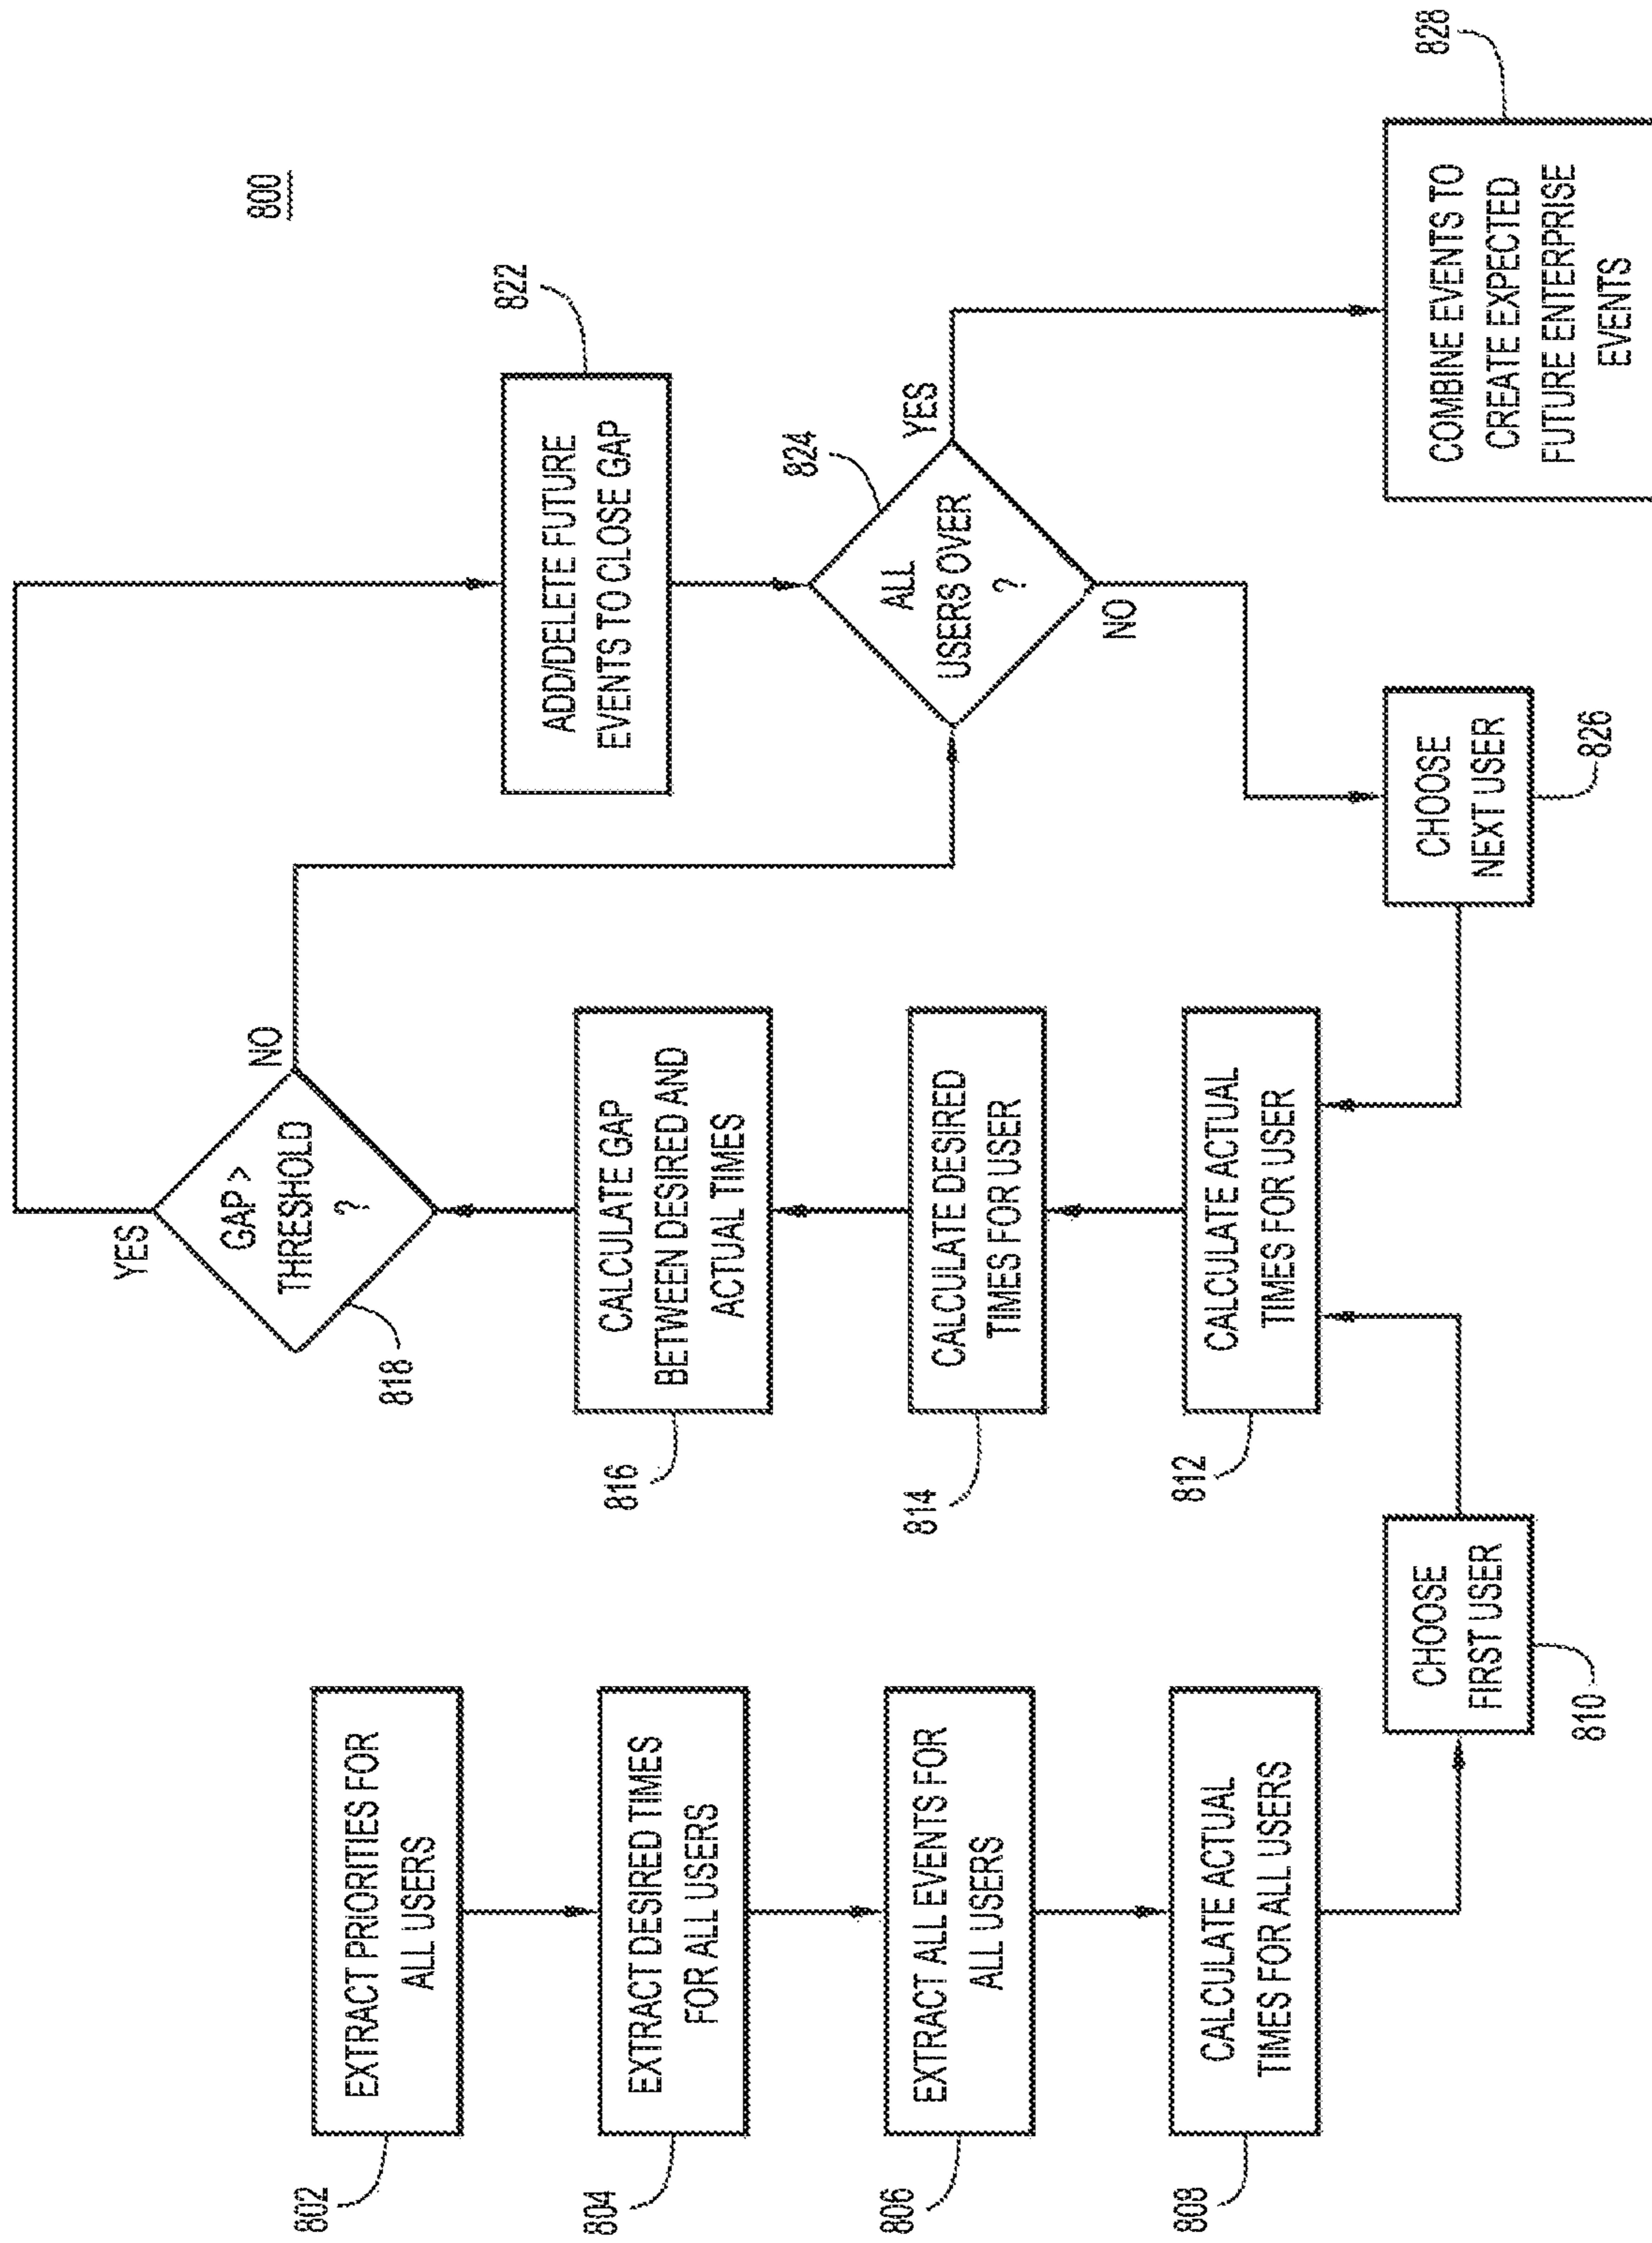 800
802
EXTRACT PRIORITIES FOR
ALL USERS
804
EXTRACT DESIRED TIMES
FOR ALL USERS
806
EXTRACT ALL EVENTS FOR
ALL USERS
808
CALCULATE ACTUAL
TIMES FOR ALL USERS
CHOOSE
FIRST USER
810
812
CALCULATE ACTUAL
TIMES FOR USER
814
CALCULATE DESIRED
TIMES FOR USER
816
CALCULATE GAP
BETWEEN DESIRED AND
ACTUAL TIMES
818
GAP >
THRESHOLD
?
YES
NO
822
ADD/DELETE FUTURE
EVENTS TO CLOSE GAP
824
ALL
USERS OVER
?
YES
NO
CHOOSE
NEXT USER
826
828
COMBINE EVENTS TO
CREATE EXPECTED
FUTURE ENTERPRISE
EVENTS